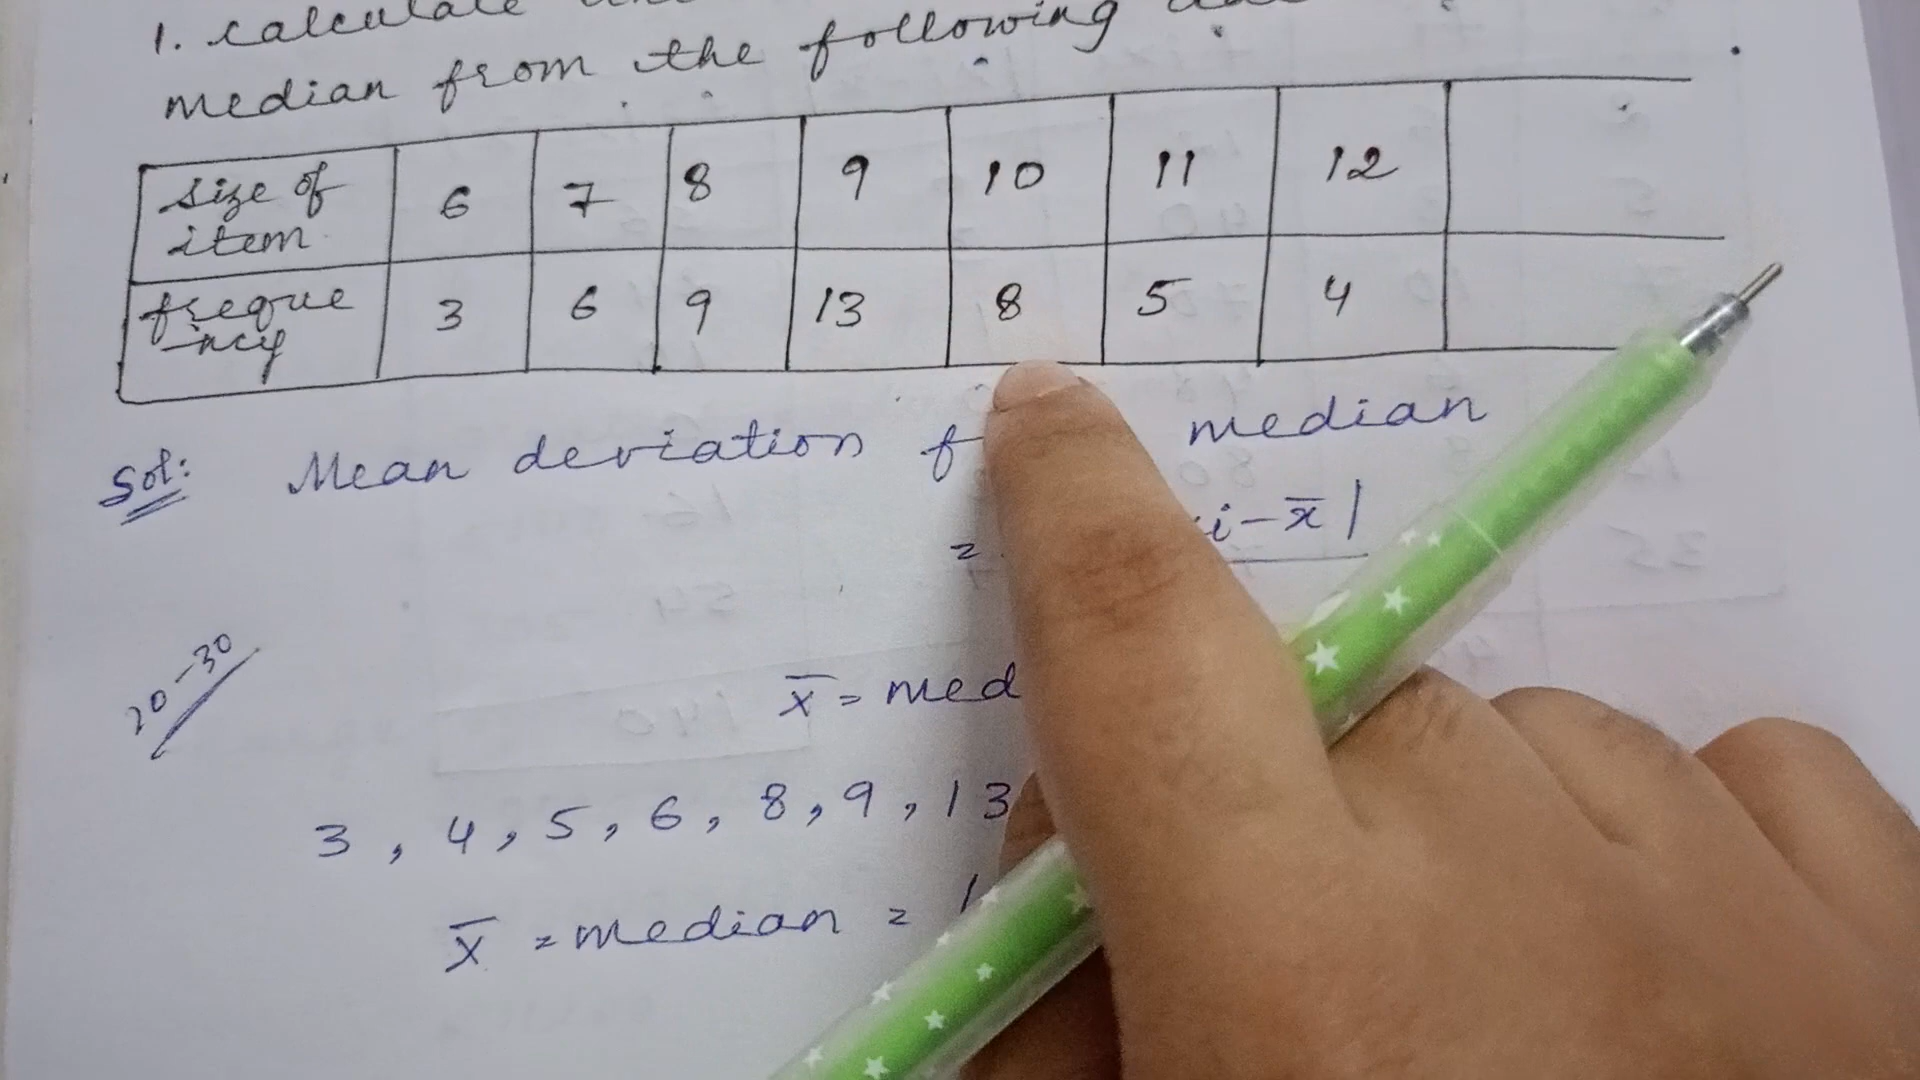 1. calculate
median from the following
size of item 6 7 8 9 10 11 12
freque-ncy 3 6 9 13 8 5 4
Sol: Mean deviation median
= i-x̄|
20-30
x̄ = med
3, 4, 5, 6, 8, 9, 13
x̄ = median =